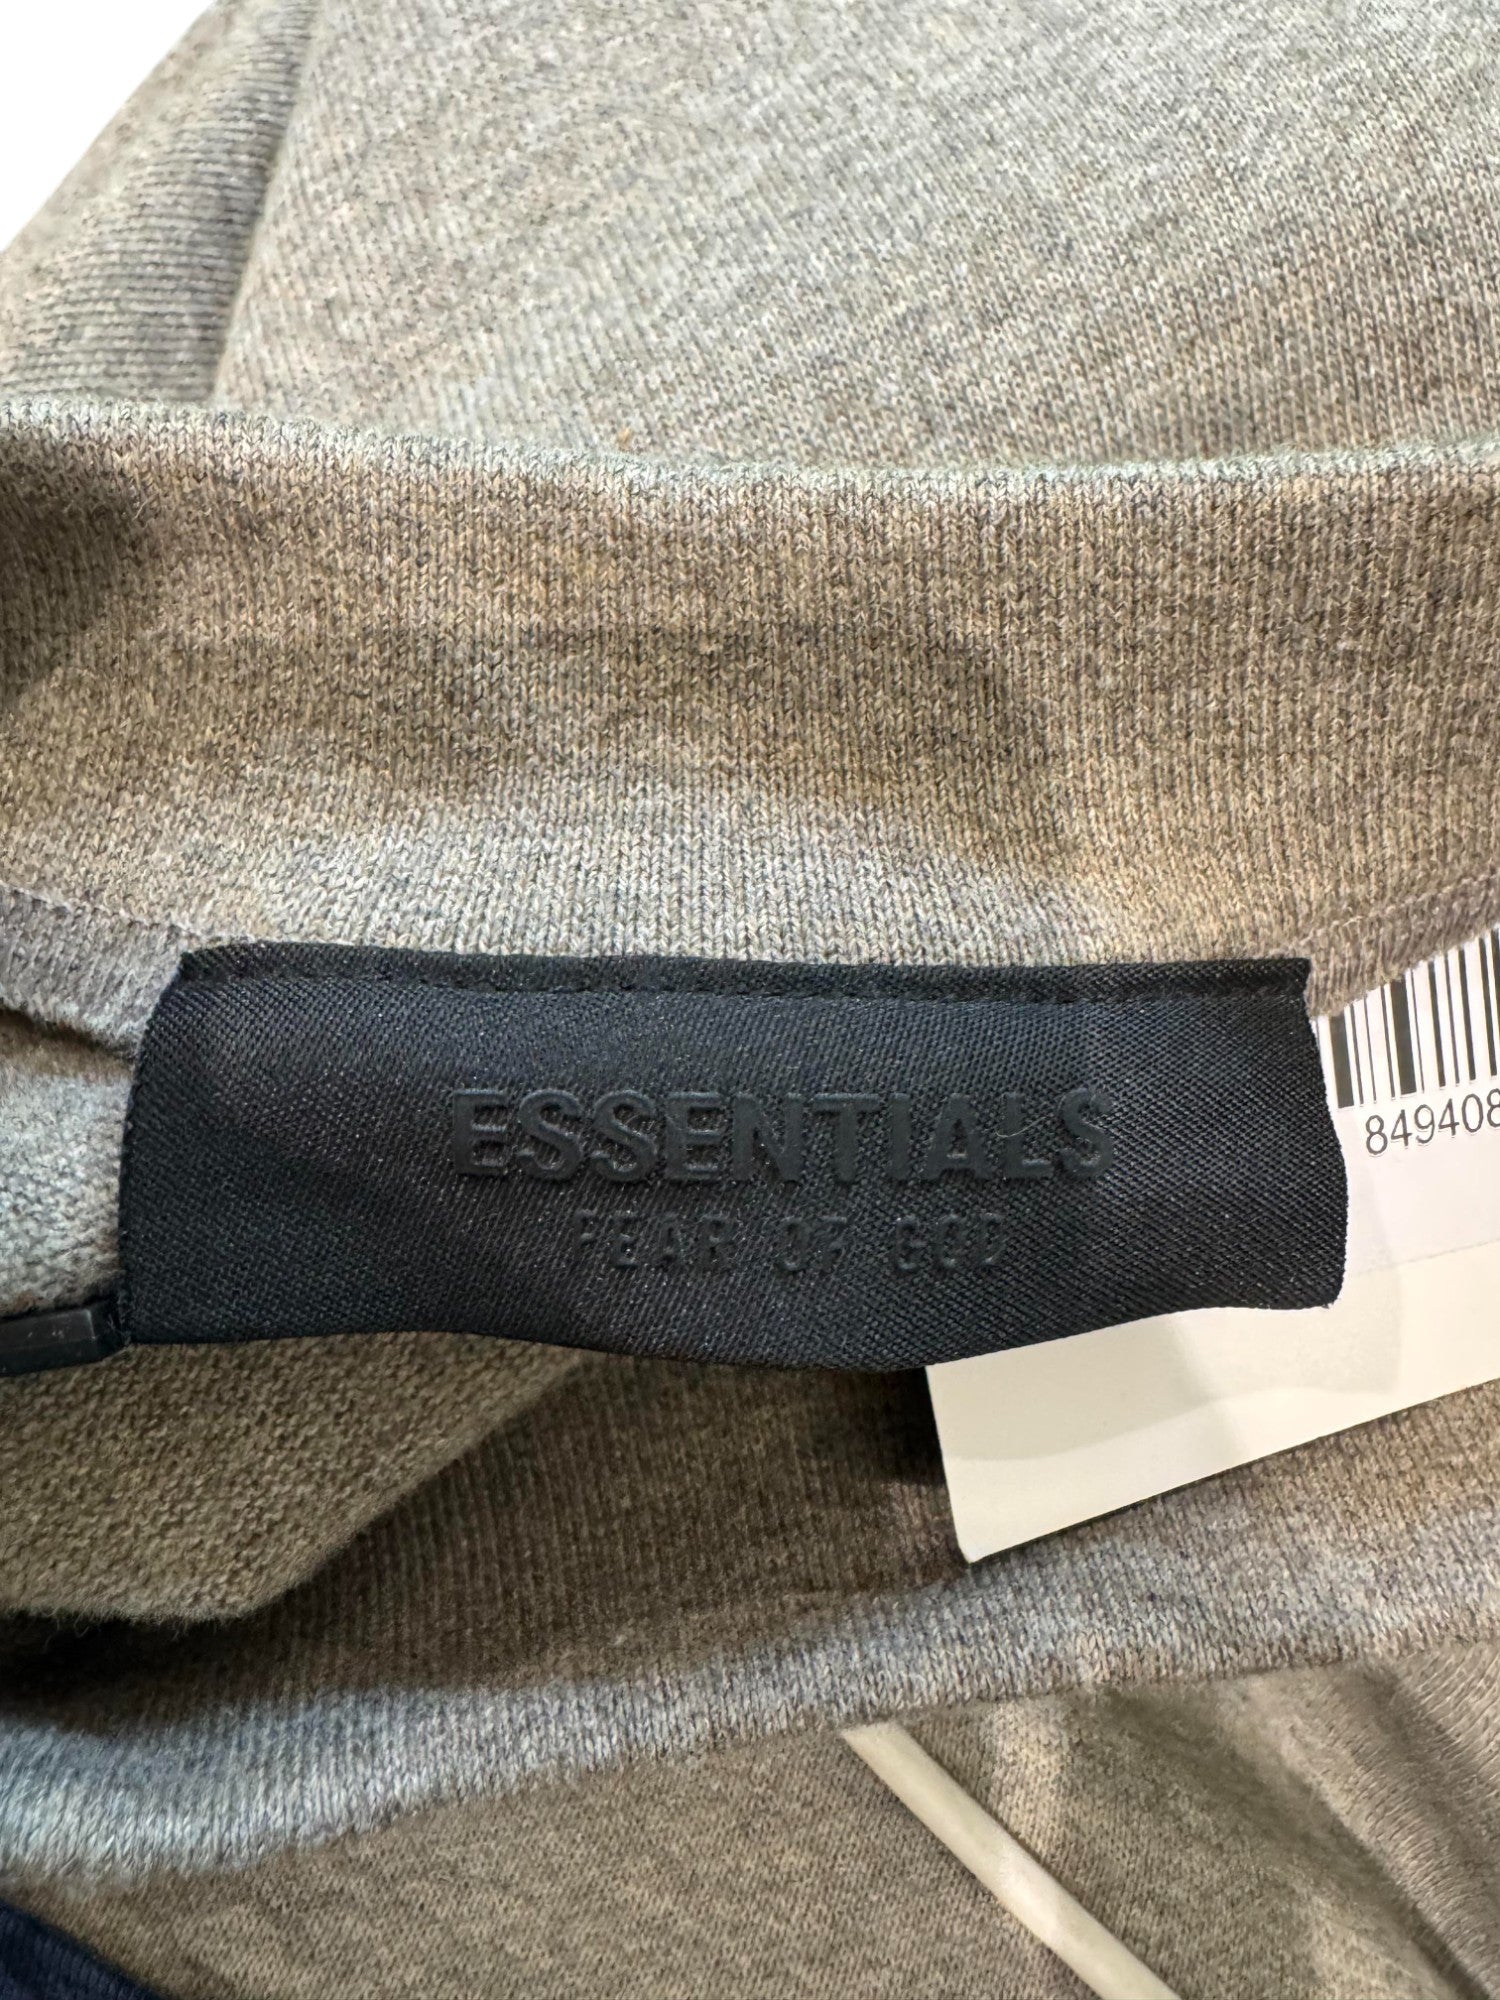 ESSENTIALS
FEAR OF GOD
849408